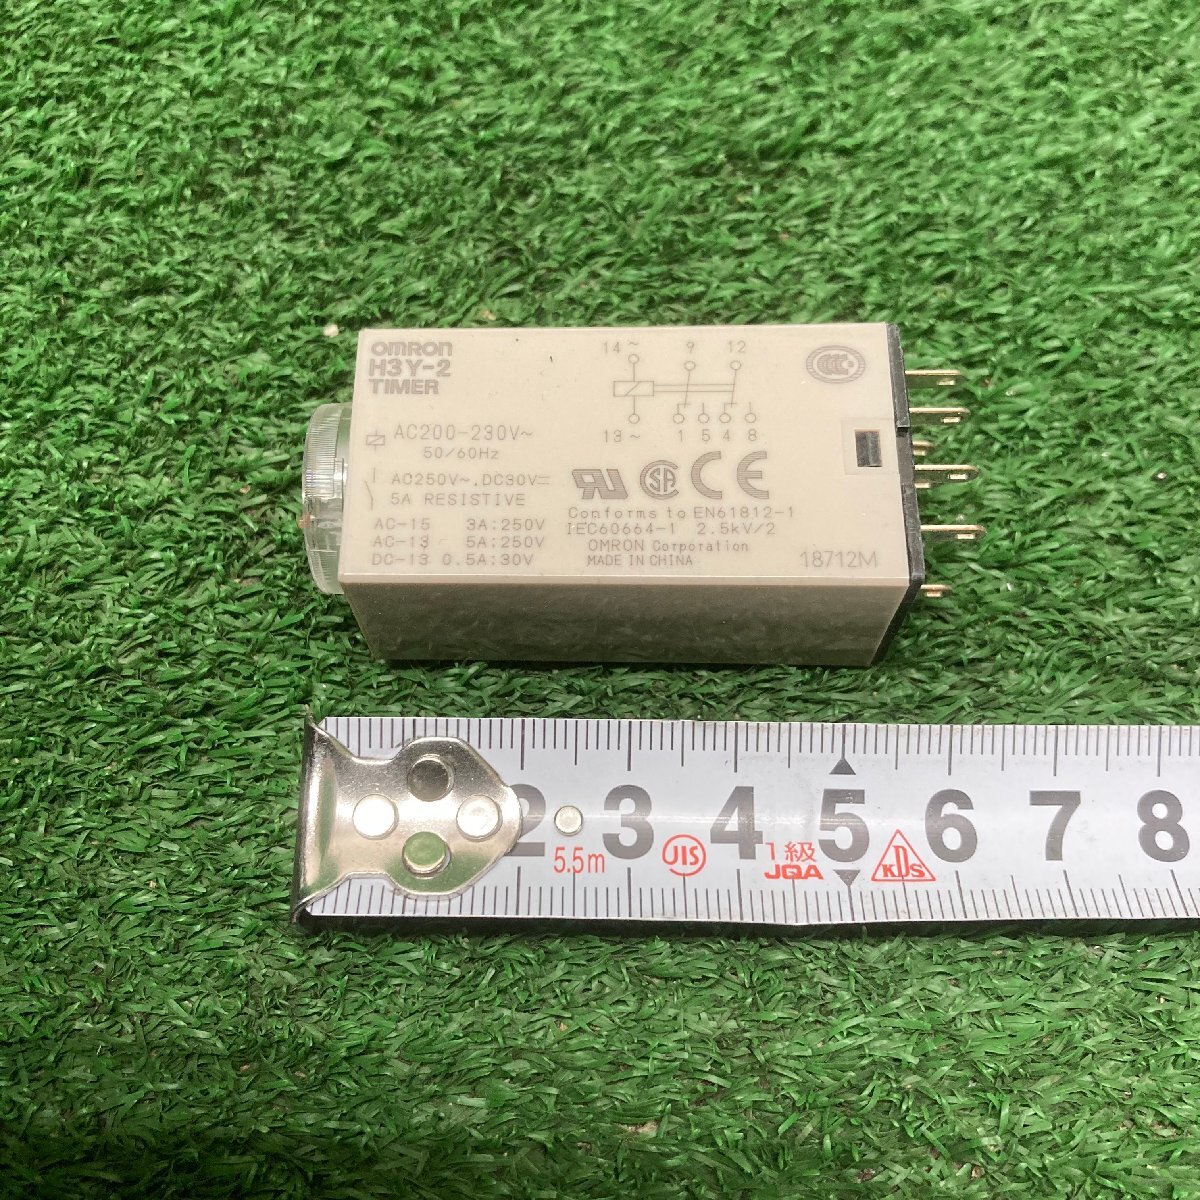 OMRON
H3Y-2
TIMER
AC200-230V~
50/60Hz
AC250V~, DC30V⎓
5A RESISTIVE
AC-15 3A:250V
AC-13 5A:250V
DC-13 0.5A:30V
14~ 9 12
13~ 1 5 4 8
CCC
SA
CE
Conforms to EN61812-1
IEC60664-1 2.5kV/2
OMRON Corporation
MADE IN CHINA
18712M
2 3 4 5 6 7 8
5.5m
JIS
1級
JQA
KDS